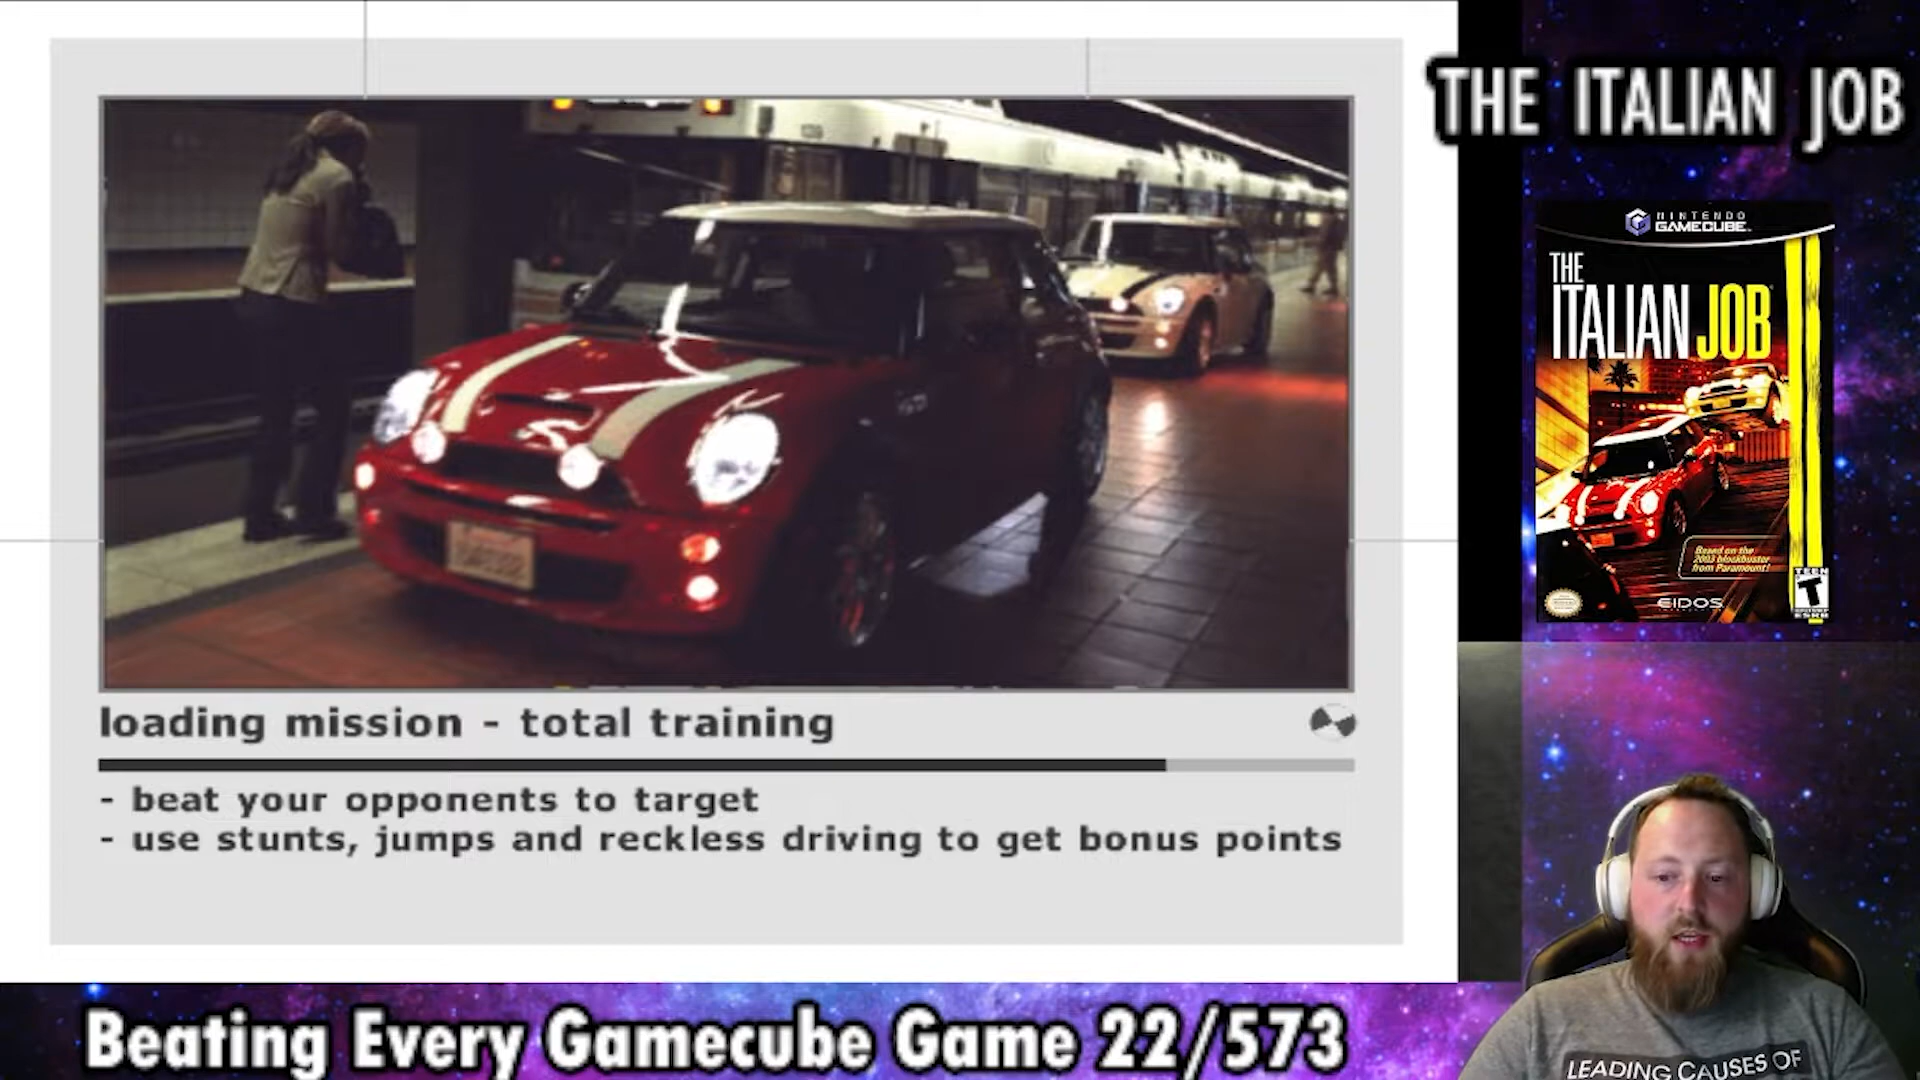 THE ITALIAN JOB
NINTENDO
GAMECUBE
THE
ITALIAN JOB
Based on the
2003 blockbuster
from Paramount!
TEEN
T
ESRB
EIDOS
loading mission - total training
- beat your opponents to target
- use stunts, jumps and reckless driving to get bonus points
Beating Every Gamecube Game 22/573
LEADING CAUSES OF